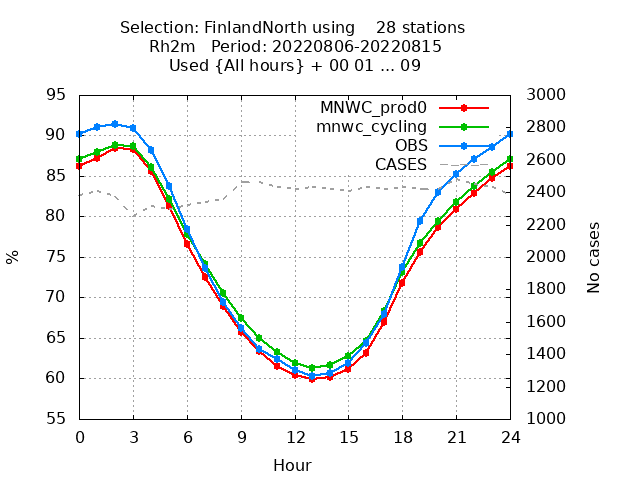 Selection: FinlandNorth using    28 stations
Rh2m   Period: 20220806-20220815
Used {All hours} + 00 01 ... 09
MNWC_prod0
mnwc_cycling
OBS
CASES
95
90
85
80
75
70
65
60
55
%
3000
2800
2600
2400
2200
2000
1800
1600
1400
1200
1000
No cases
0 3 6 9 12 15 18 21 24
Hour